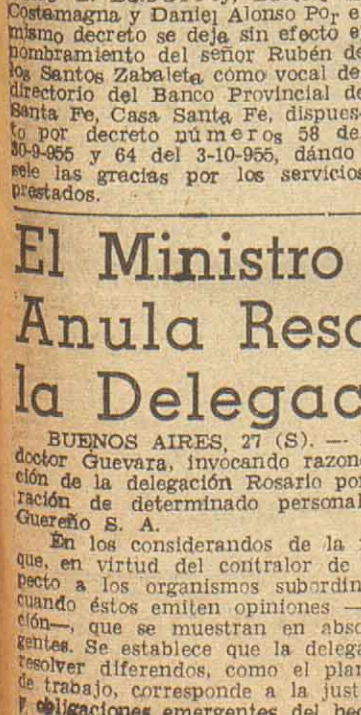 Costamagna y Daniel Alonso Por e
mismo decreto se deja sin efecto el
nombramiento del señor Rubén de
los Santos Zabaleta como vocal del
directorio del Banco Provincial de
Santa Fe, Casa Santa Fe, dispues-
to por decreto números 58 del
30-9-955 y 64 del 3-10-955, dándo
sele las gracias por los servicios
prestados.
El Ministro
Anula Reso
la Delegac
BUENOS AIRES, 27 (S). —
doctor Guevara, invocando razon
ción de la delegación Rosario por
ración de determinado personal
Guereño S. A.
En los considerandos de la
que, en virtud del contralor de
pecto a los organismos subordin
cuando éstos emiten opiniones —
ción—, que se muestran en abso
gentes. Se establece que la delega
resolver diferendos, como el plan
de trabajo, corresponde a la just
y obligaciones emergentes del hec